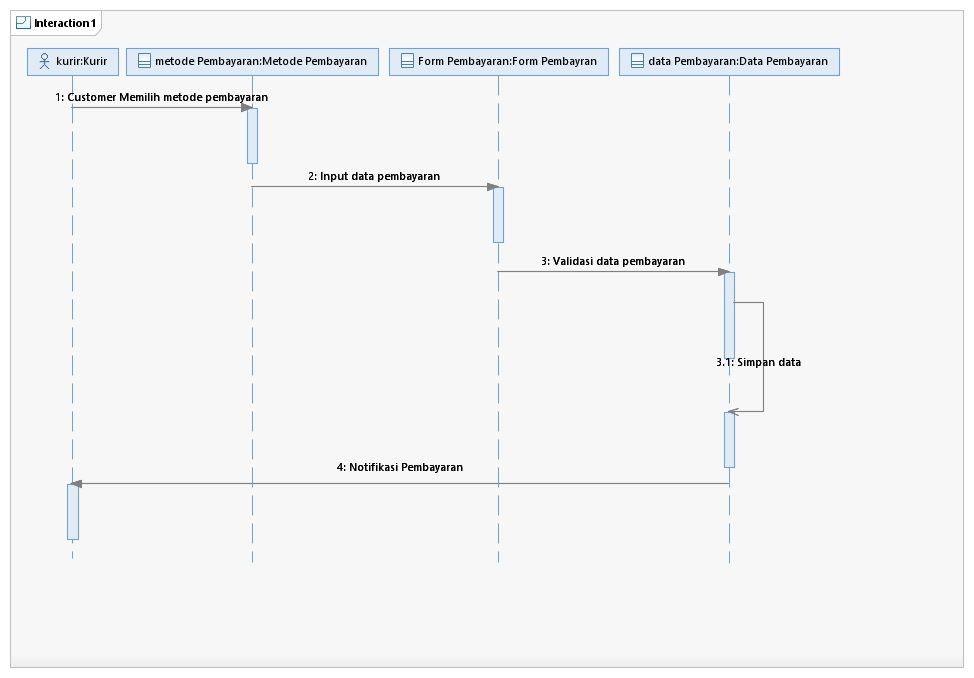 Interaction1
kurir:Kurir
metode Pembayaran:Metode Pembayaran
Form Pembayaran:Form Pembayran
data Pembayaran:Data Pembayaran
1: Customer Memilih metode pembayaran
2: Input data pembayaran
3: Validasi data pembayaran
3.1: Simpan data
4: Notifikasi Pembayaran